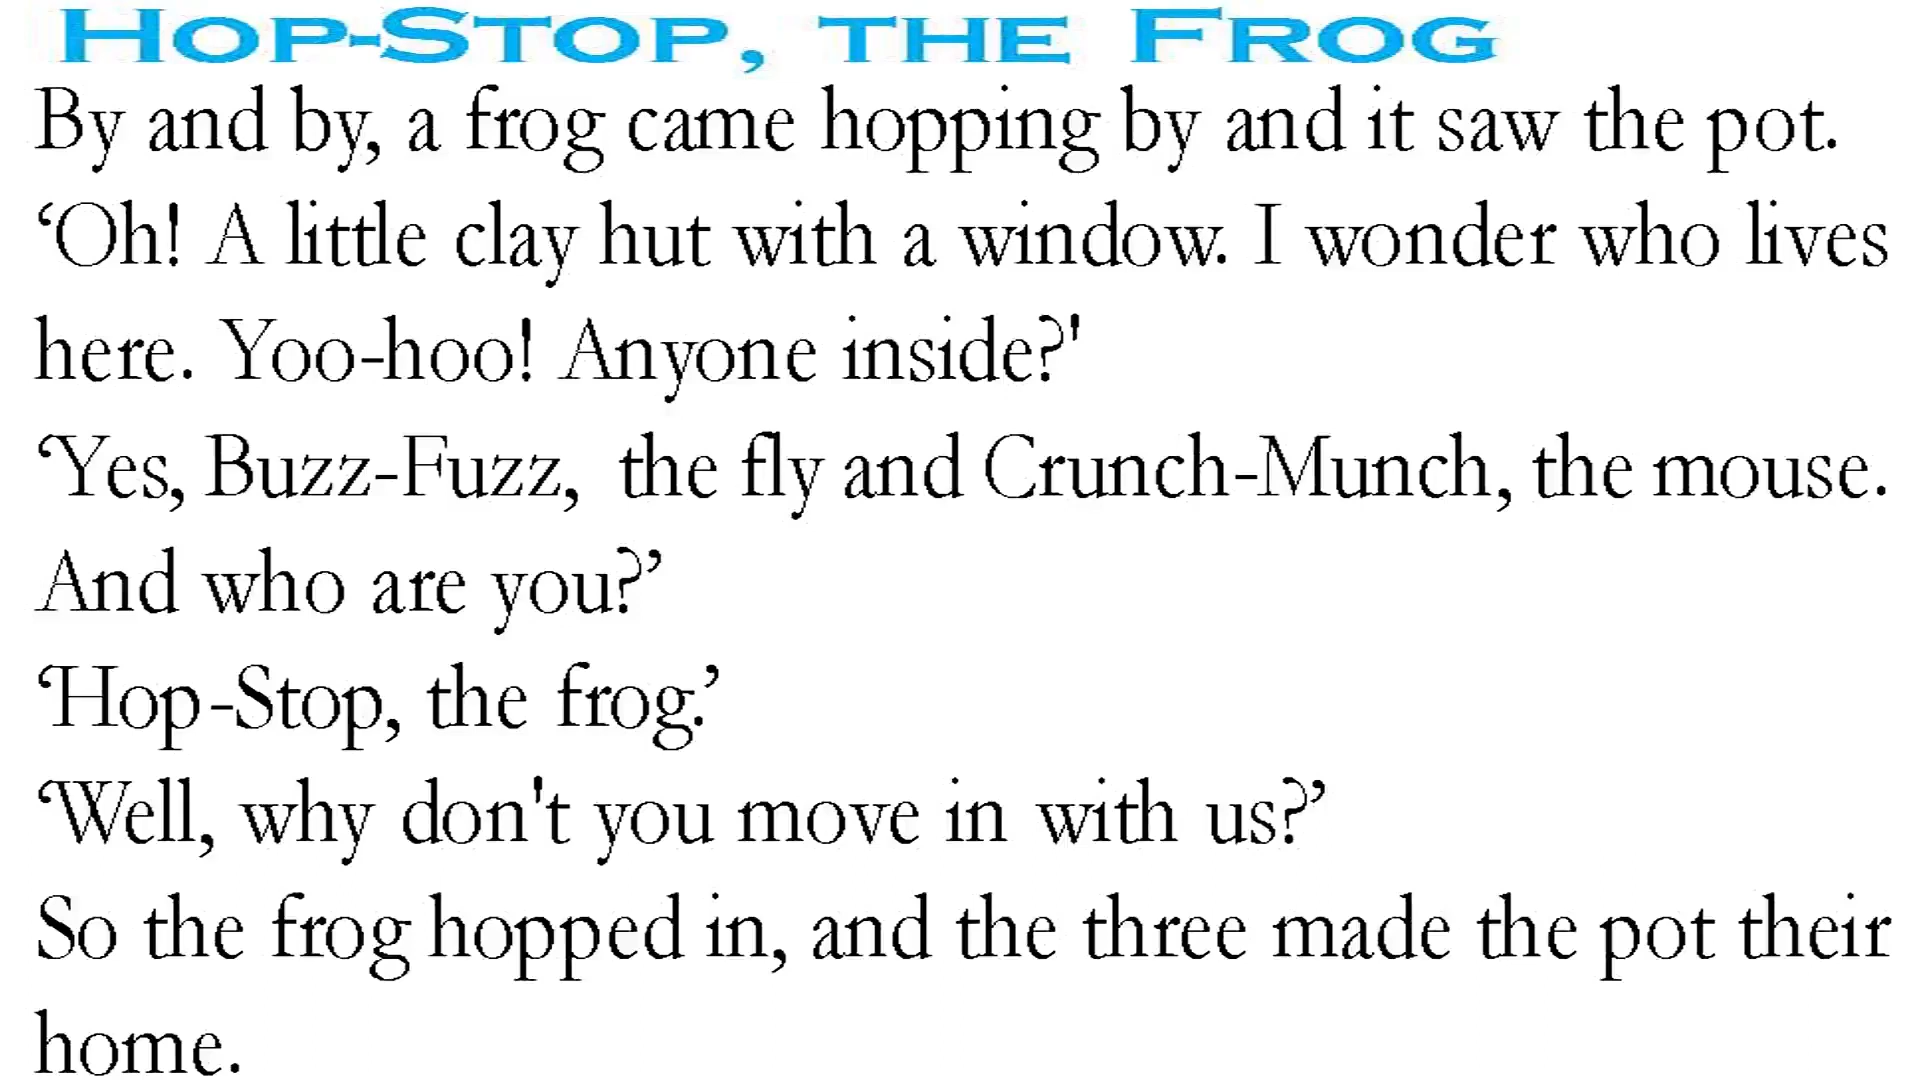 HOP-STOP, THE FROG
By and by, a frog came hopping by and it saw the pot.
‘Oh! A little clay hut with a window. I wonder who lives
here. Yoo-hoo! Anyone inside?'
‘Yes, Buzz-Fuzz, the fly and Crunch-Munch, the mouse.
And who are you?’
‘Hop-Stop, the frog.’
‘Well, why don't you move in with us?’
So the frog hopped in, and the three made the pot their
home.